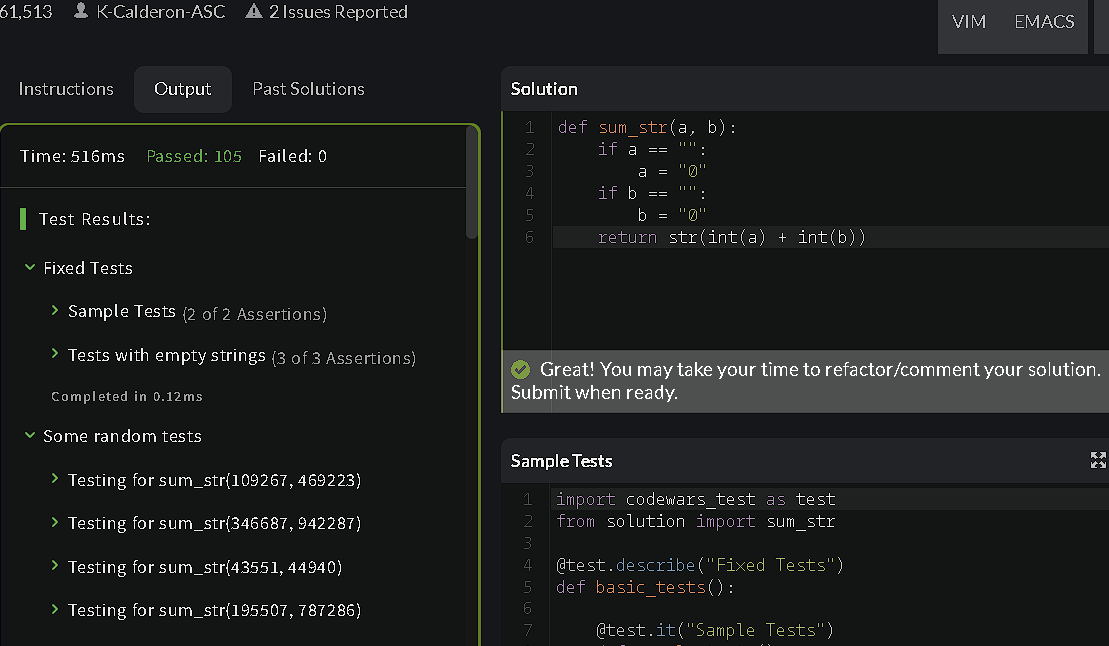 61,513 K-Calderon-ASC 2 Issues Reported
VIM EMACS
Instructions Output Past Solutions
Time: 516ms Passed: 105 Failed: 0
Test Results:
Fixed Tests
Sample Tests (2 of 2 Assertions)
Tests with empty strings (3 of 3 Assertions)
Completed in 0.12ms
Some random tests
Testing for sum_str(109267, 469223)
Testing for sum_str(346687, 942287)
Testing for sum_str(43551, 44940)
Testing for sum_str(195507, 787286)
Solution
1 def sum_str(a, b):
2     if a == "":
3         a = "0"
4     if b == "":
5         b = "0"
6     return str(int(a) + int(b))
Great! You may take your time to refactor/comment your solution.
Submit when ready.
Sample Tests
1 import codewars_test as test
2 from solution import sum_str
3
4 @test.describe("Fixed Tests")
5 def basic_tests():
6
7     @test.it("Sample Tests")